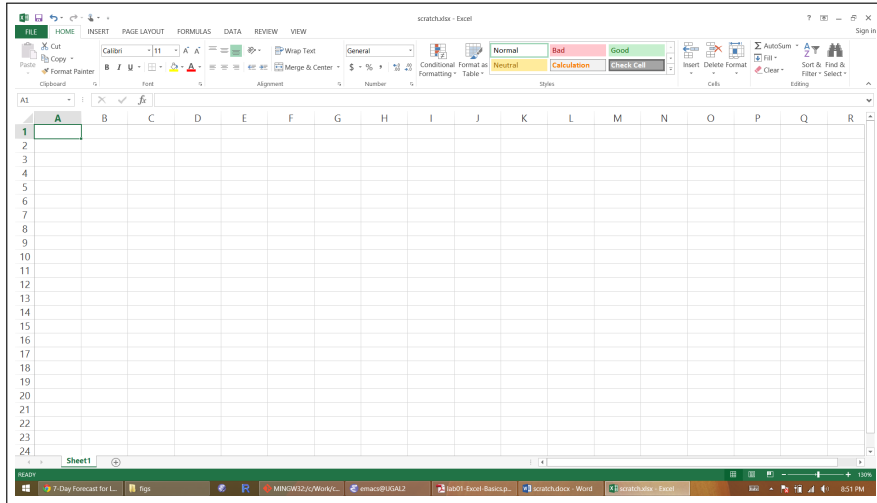 scratch.xlsx - Excel
FILE HOME INSERT PAGE LAYOUT FORMULAS DATA REVIEW VIEW Sign in
Cut
Copy
Format Painter
Paste
Calibri 11
B I U
Wrap Text
Merge & Center
General
$ % ,
Conditional Formatting
Format as Table
Normal Bad Good
Neutral Calculation Check Cell
Insert Delete Format
AutoSum
Fill
Clear
Sort & Filter
Find & Select
Clipboard Font Alignment Number Styles Cells Editing
A1 fx
A B C D E F G H I J K L M N O P Q R
1
2
3
4
5
6
7
8
9
10
11
12
13
14
15
16
17
18
19
20
21
22
23
24
Sheet1
READY 130%
7-Day Forecast for L... figs R MINGW32:/c/Work/c... emacs@UGAL2 lab01-Excel-Basics.p... scratch.docx - Word scratch.xlsx - Excel 8:51 PM